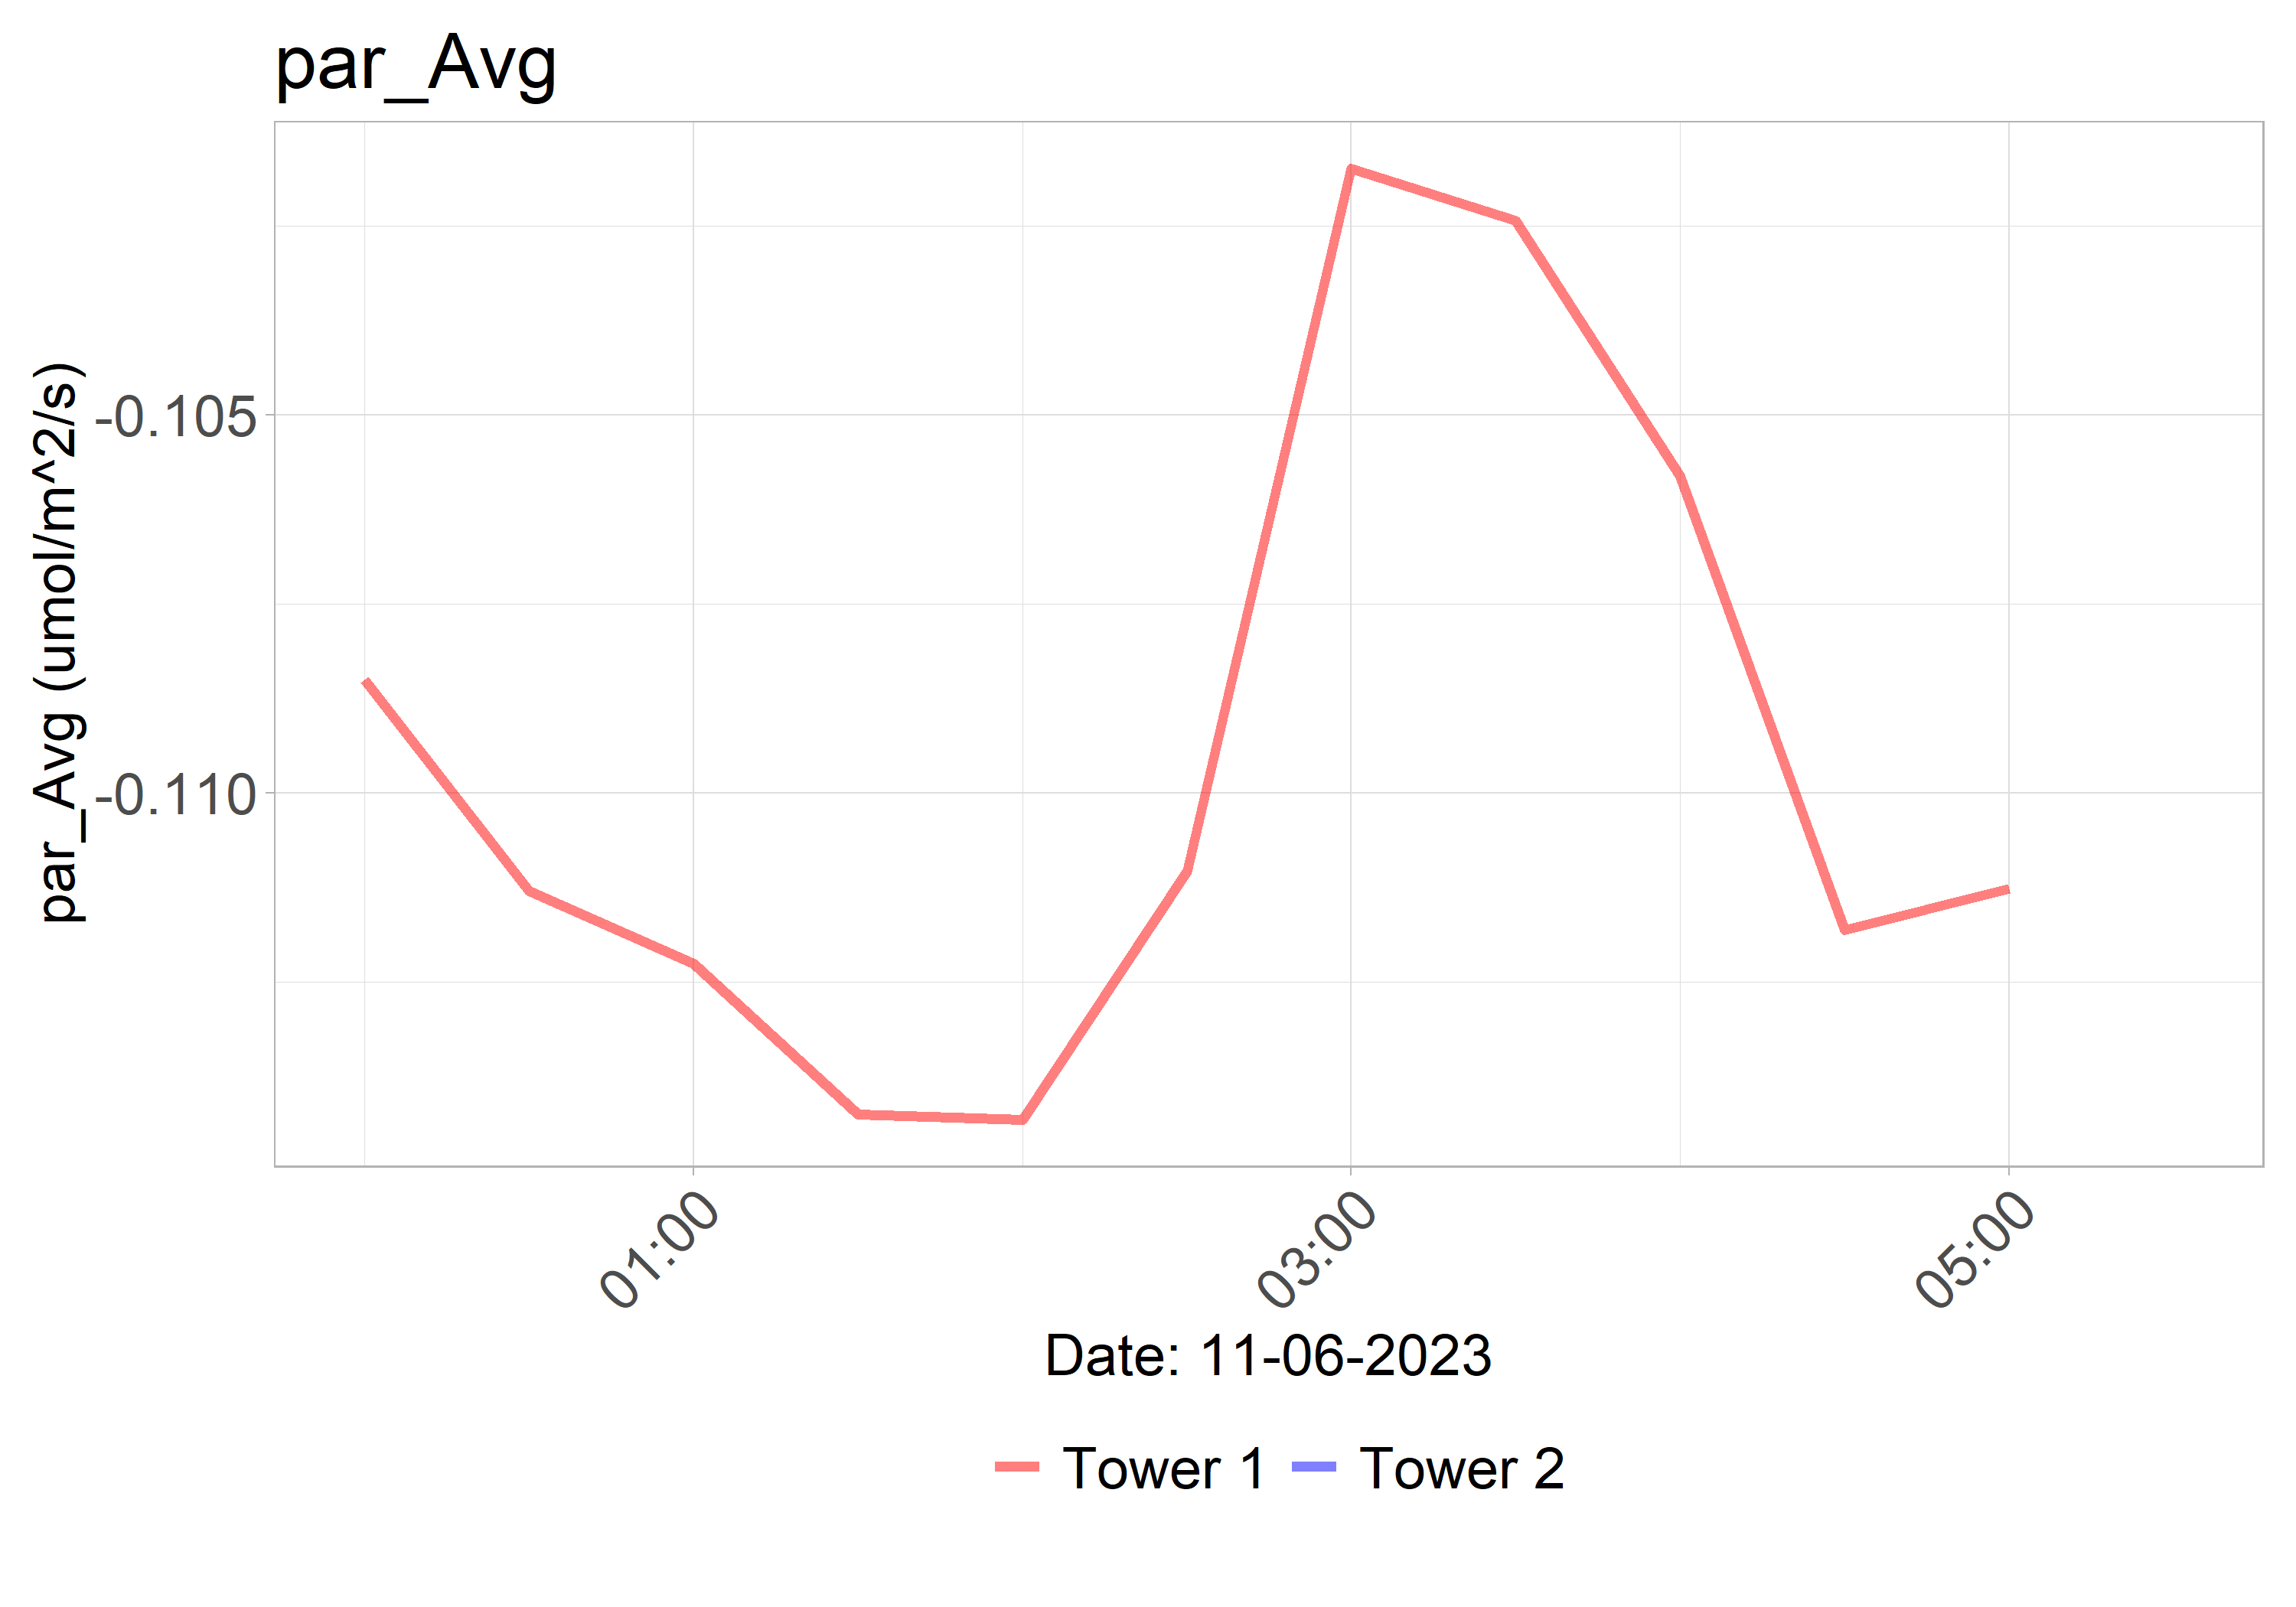 par_Avg
par_Avg (umol/m^2/s)
-0.105
-0.110
01:00
03:00
05:00
Date: 11-06-2023
Tower 1
Tower 2